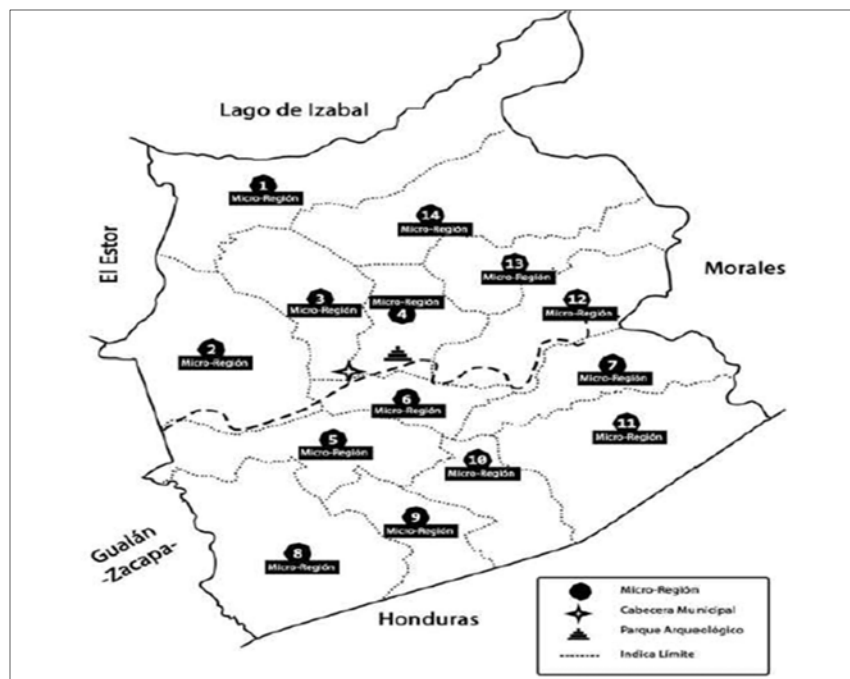 Lago de Izabal
1
Micro-Región
14
Micro-Región
El Estor
13
Micro-Región
Morales
3
Micro-Región
Micro-Región
4
12
Micro-Región
2
Micro-Región
7
Micro-Región
6
Micro-Región
11
Micro-Región
5
Micro-Región
10
Micro-Región
9
Micro-Región
8
Micro-Región
Gualán
-Zacapa-
Honduras
Micro-Región
Cabecera Municipal
Parque Arqueológico
Indica Límite